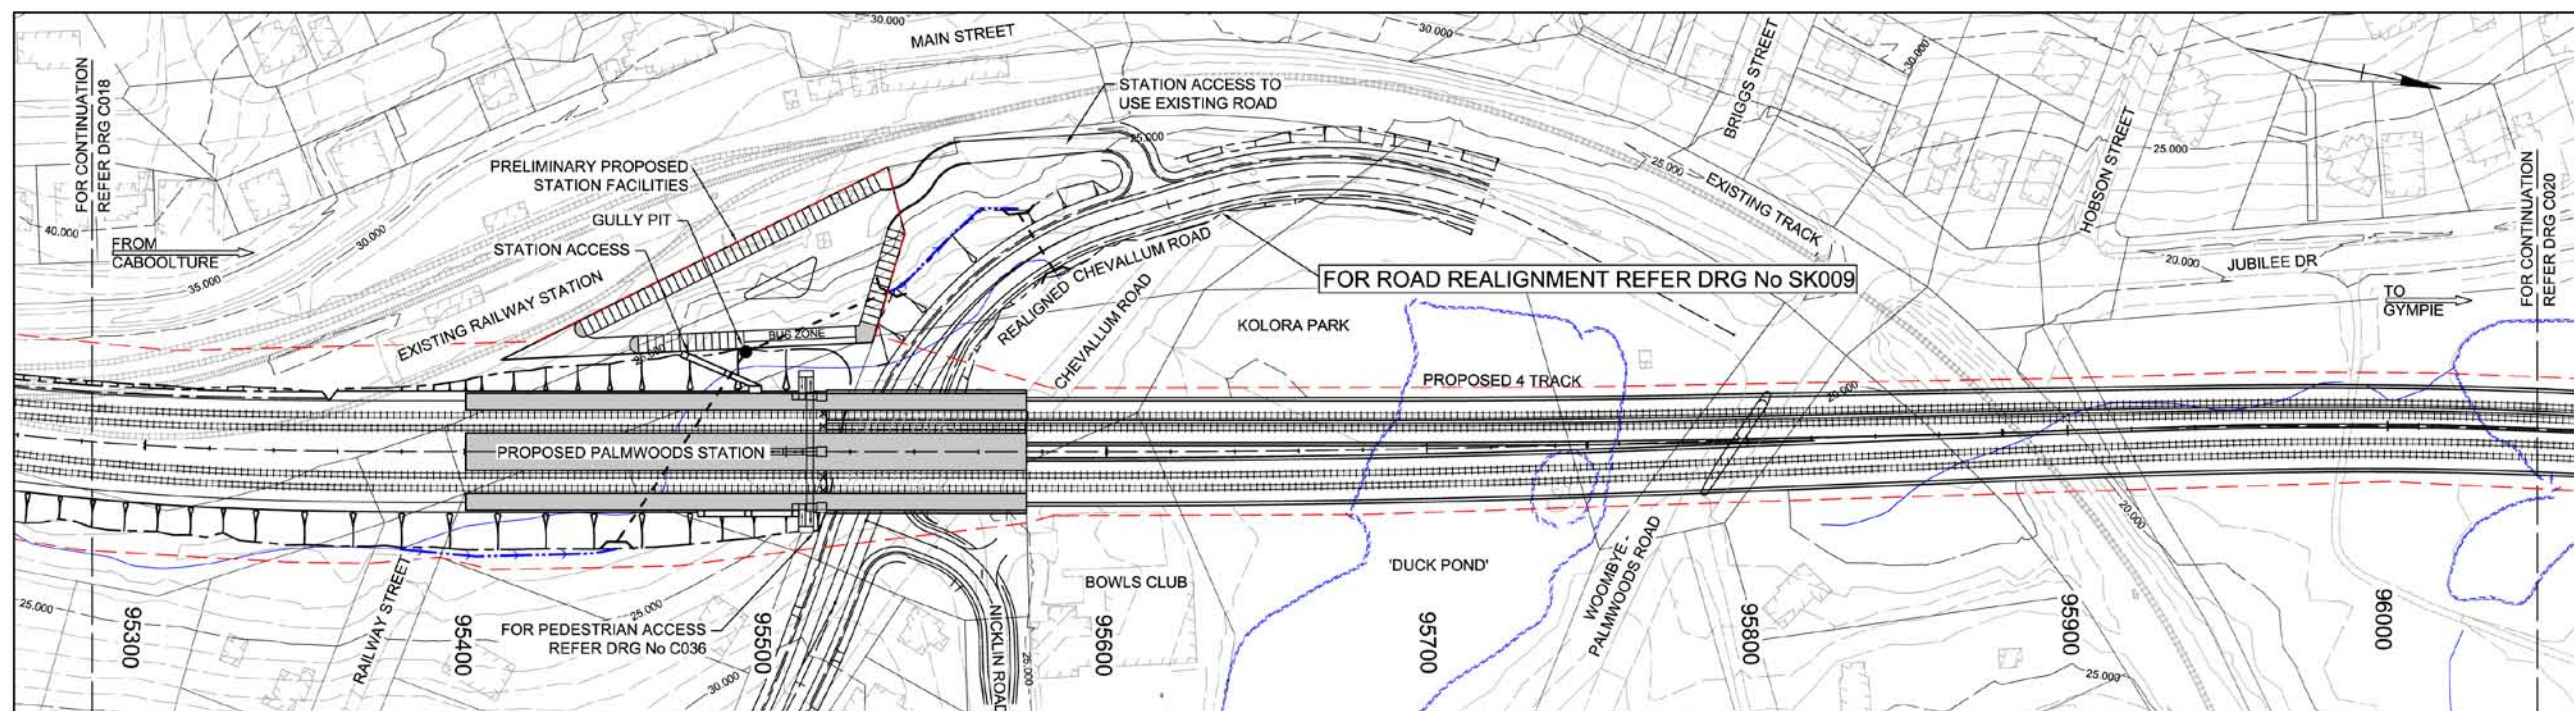 30.000
MAIN STREET
30.000
BRIGGS STREET
30.000
FOR CONTINUATION
REFER DRG C018
STATION ACCESS TO
USE EXISTING ROAD
25.000
PRELIMINARY PROPOSED
STATION FACILITIES
GULLY PIT
STATION ACCESS
40.000
FROM
CABOOLTURE
30.000
35.000
EXISTING RAILWAY STATION
25.000
EXISTING TRACK
HOBSON STREET
25.000
FOR CONTINUATION
REFER DRG C020
20.000
JUBILEE DR
TO
GYMPIE
REALIGNED CHEVALLUM ROAD
CHEVALLUM ROAD
FOR ROAD REALIGNMENT REFER DRG No SK009
KOLORA PARK
BUS ZONE
25.000
PROPOSED 4 TRACK
20.000
PROPOSED PALMWOODS STATION
20.000
'DUCK POND'
WOOMBYE -
PALMWOODS ROAD
BOWLS CLUB
RAILWAY STREET
25.000
25.000
FOR PEDESTRIAN ACCESS
REFER DRG No C036
30.000
NICKLIN ROAD
25.000
25.000
95300
95400
95500
95600
95700
95800
95900
96000